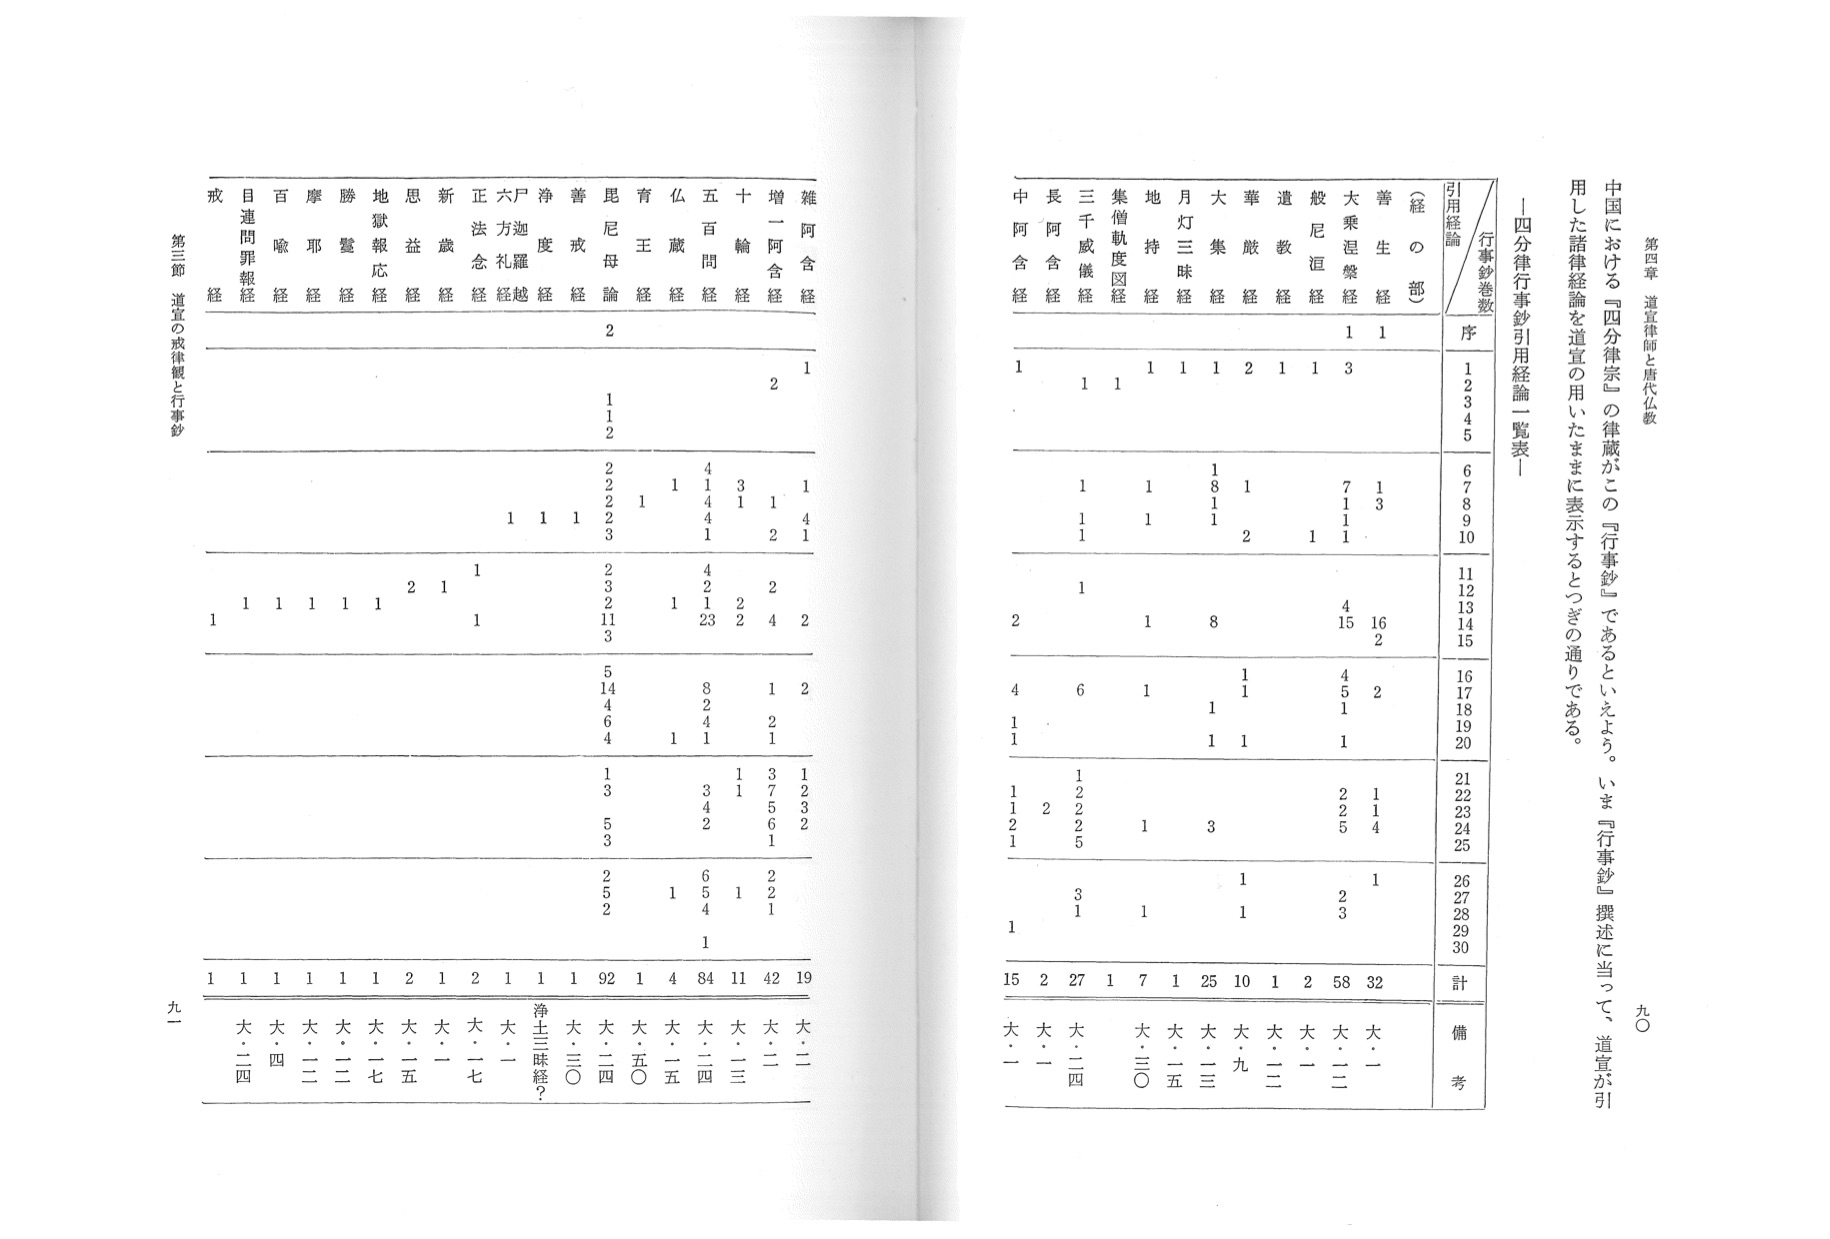 第四章　道宣律師と唐代仏教
九〇
中国における『四分律宗』の律蔵がこの『行事鈔』であるといえよう。いま『行事鈔』撰述に当って、道宣が引
用した諸律経論を道宣の用いたままに表示するとつぎの通りである。
―四分律行事鈔引用経論一覧表―
行事鈔巻数
引用経論 序 1 2 3 4 5 6 7 8 9 10 11 12 13 14 15 16 17 18 19 20 21 22 23 24 25 26 27 28 29 30 計 備考
（経の部）
善生経 1 1 3 16 2 2 1 1 4 1 32 大・一
大乗涅槃経 1 3 7 1 1 1 4 15 4 5 1 1 2 2 5 2 3 58 大・一二
般尼洹経 1 1 2 大・一
遺教経 1 1 大・一二
華厳経 2 1 2 1 1 1 1 1 10 大・九
大集経 1 1 8 1 1 8 1 1 3 25 大・一三
月灯三昧経 1 1 大・一五
地持経 1 1 1 1 1 1 1 7 大・三〇
集僧軌度図経 1 1
三千威儀経 1 1 1 1 1 6 1 2 2 2 5 3 1 27 大・二四
長阿含経 2 2 大・一
中阿含経 1 2 4 1 1 1 1 2 1 1 15 大・一
雑阿含経 1 1 4 1 2 2 1 2 3 2 19 大・二
増一阿含経 2 1 2 2 4 1 2 1 3 7 5 6 1 2 2 1 42 大・二
十輪経 3 1 2 2 1 1 1 11 大・一三
五百問経 4 1 4 4 1 4 2 1 23 8 2 4 1 3 4 2 6 5 4 1 84 大・二四
仏蔵経 1 1 1 1 4 大・一五
育王経 1 1 大・五〇
毘尼母論 2 1 1 2 2 2 2 2 3 2 3 2 11 3 5 14 4 6 4 1 3 5 3 2 5 2 92 大・二四
善戒経 1 1 大・三〇
浄度経 1 1 浄土三昧経？
尸迦羅越六方礼経 1 1 大・一
正法念経 1 1 2 大・一七
新歳経 1 1 大・一
思益経 2 2 大・一五
地獄報応経 1 1 大・一七
勝鬘経 1 1 大・一二
摩耶経 1 1 大・一二
百喩経 1 1 大・四
目連問罪報経 1 1 大・二四
戒経 1 1
第三節　道宣の戒律観と行事鈔
九一